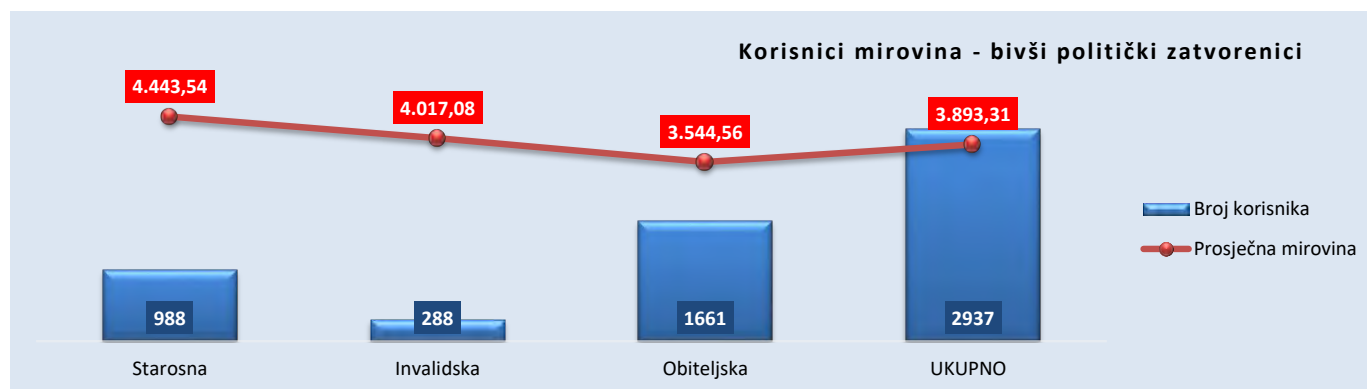 Korisnici mirovina - bivši politički zatvorenici
4.443,54
4.017,08
3.544,56
3.893,31
Broj korisnika
Prosječna mirovina
988
288
1661
2937
Starosna
Invalidska
Obiteljska
UKUPNO